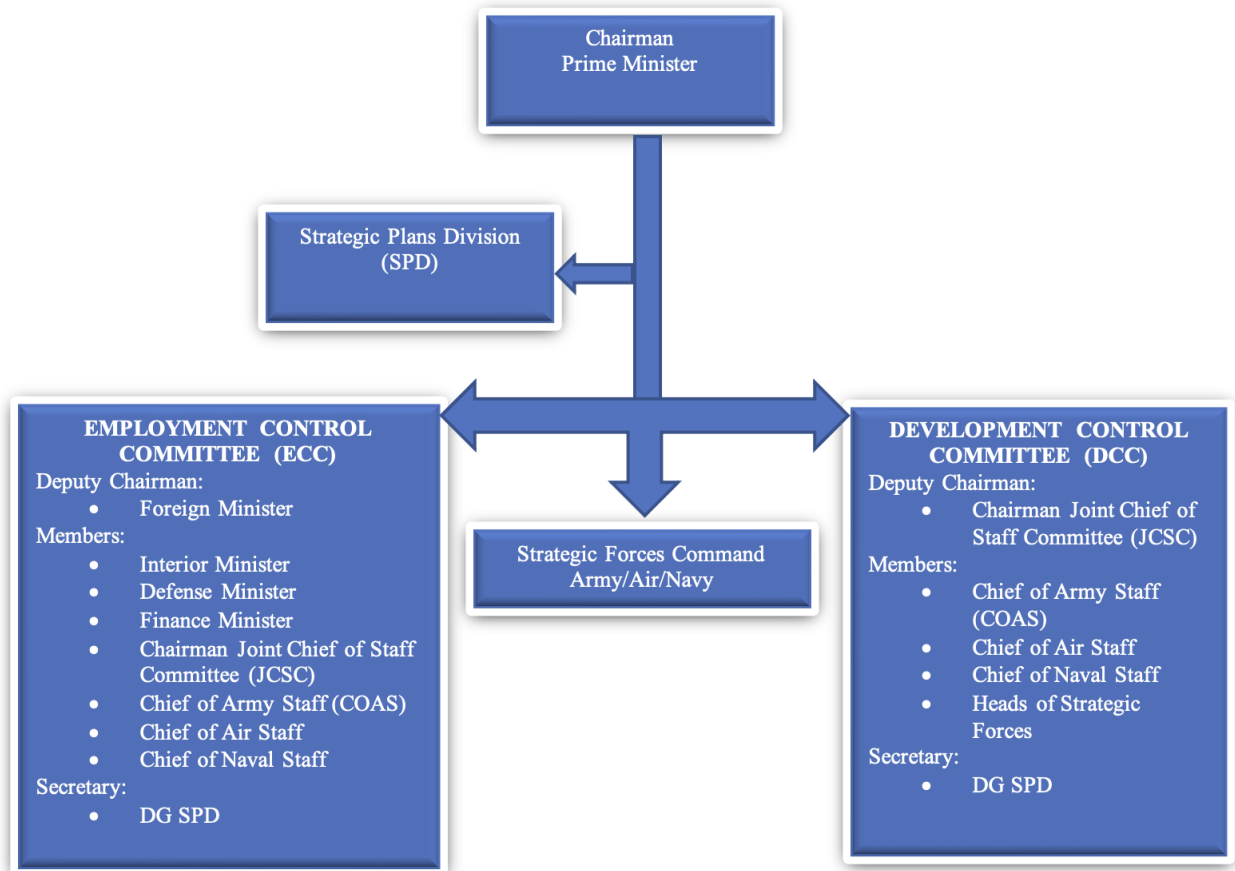 Chairman
Prime Minister
Strategic Plans Division
(SPD)
EMPLOYMENT CONTROL
COMMITTEE (ECC)
Deputy Chairman:
• Foreign Minister
Members:
• Interior Minister
• Defense Minister
• Finance Minister
• Chairman Joint Chief of Staff
Committee (JCSC)
• Chief of Army Staff (COAS)
• Chief of Air Staff
• Chief of Naval Staff
Secretary:
• DG SPD
Strategic Forces Command
Army/Air/Navy
DEVELOPMENT CONTROL
COMMITTEE (DCC)
Deputy Chairman:
• Chairman Joint Chief of
Staff Committee (JCSC)
Members:
• Chief of Army Staff
(COAS)
• Chief of Air Staff
• Chief of Naval Staff
• Heads of Strategic
Forces
Secretary:
• DG SPD